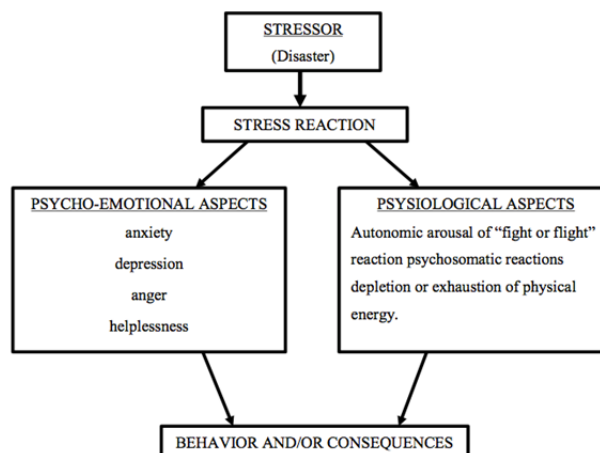 STRESSOR
(Disaster)
STRESS REACTION
PSYCHO-EMOTIONAL ASPECTS
anxiety
depression
anger
helplessness
PSYSIOLOGICAL ASPECTS
Autonomic arousal of “fight or flight”
reaction psychosomatic reactions
depletion or exhaustion of physical
energy.
BEHAVIOR AND/OR CONSEQUENCES